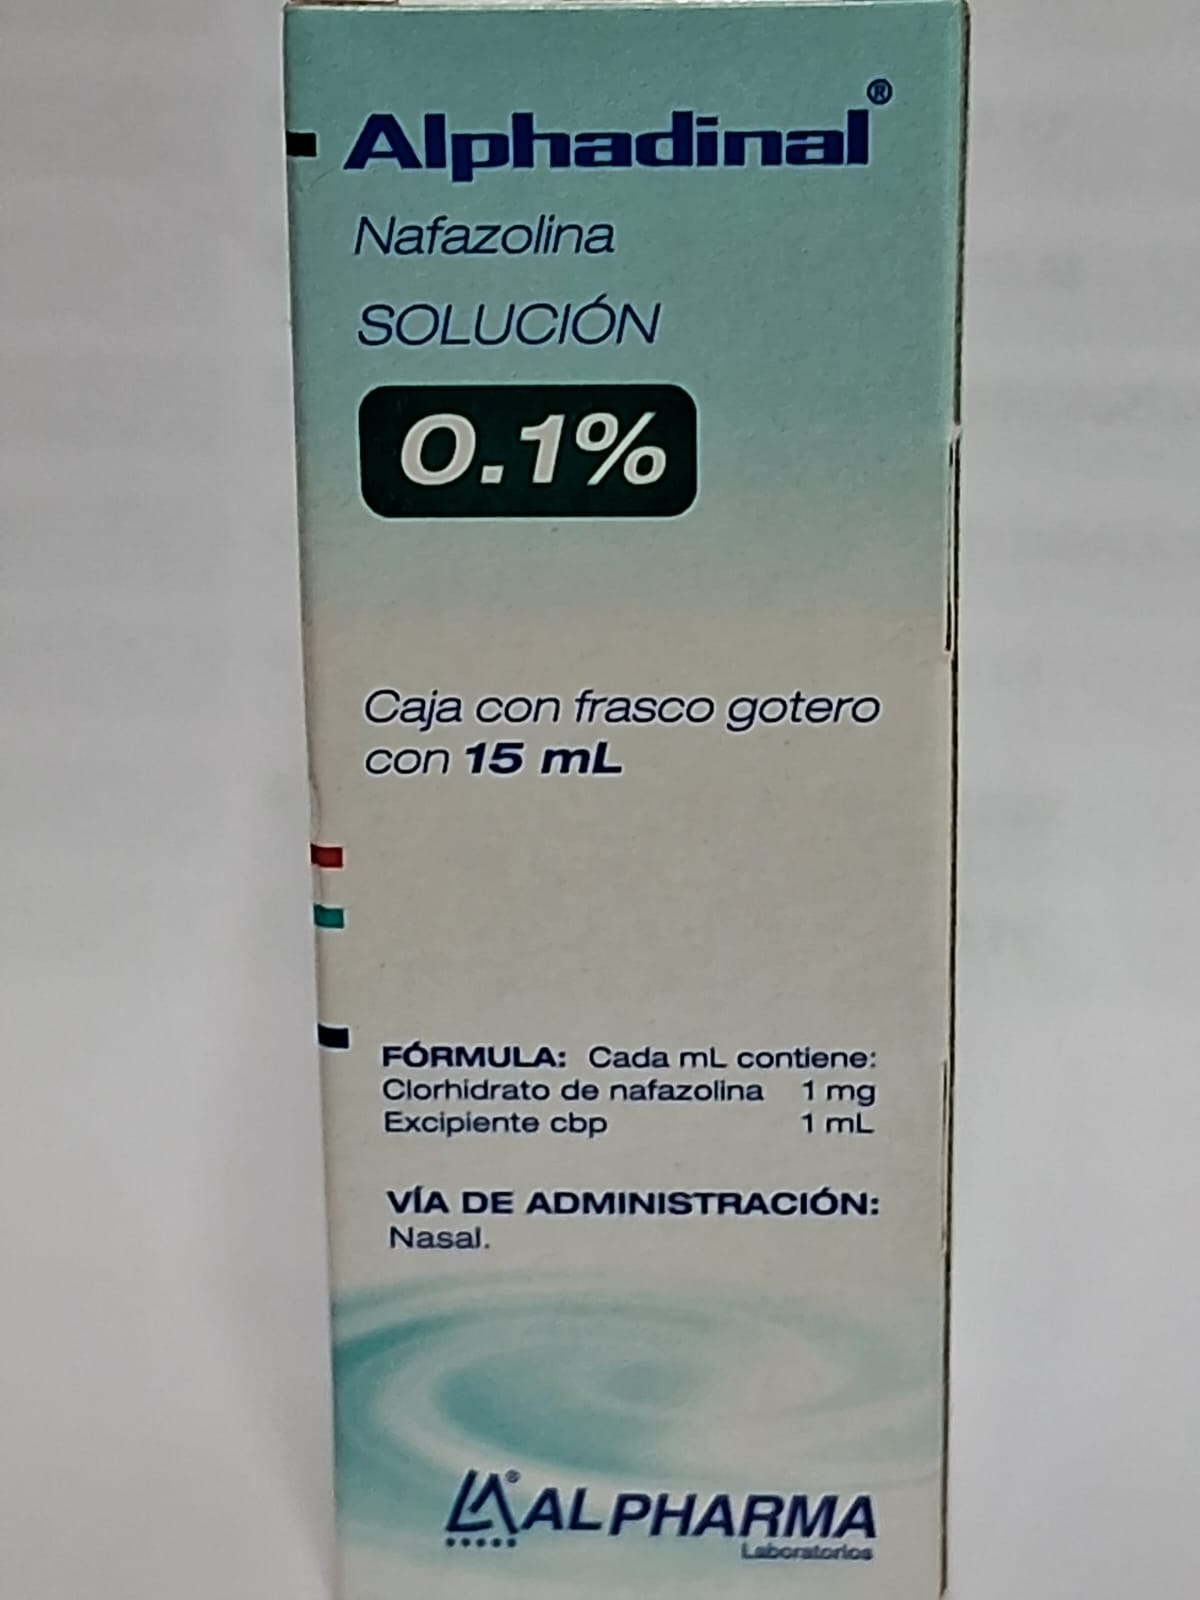 Alphadinal®
Nafazolina
SOLUCIÓN
0.1%
Caja con frasco gotero
con 15 mL
FÓRMULA: Cada mL contiene:
Clorhidrato de nafazolina 1 mg
Excipiente cbp 1 mL
VÍA DE ADMINISTRACIÓN:
Nasal.
LA® ALPHARMA
Laboratorios